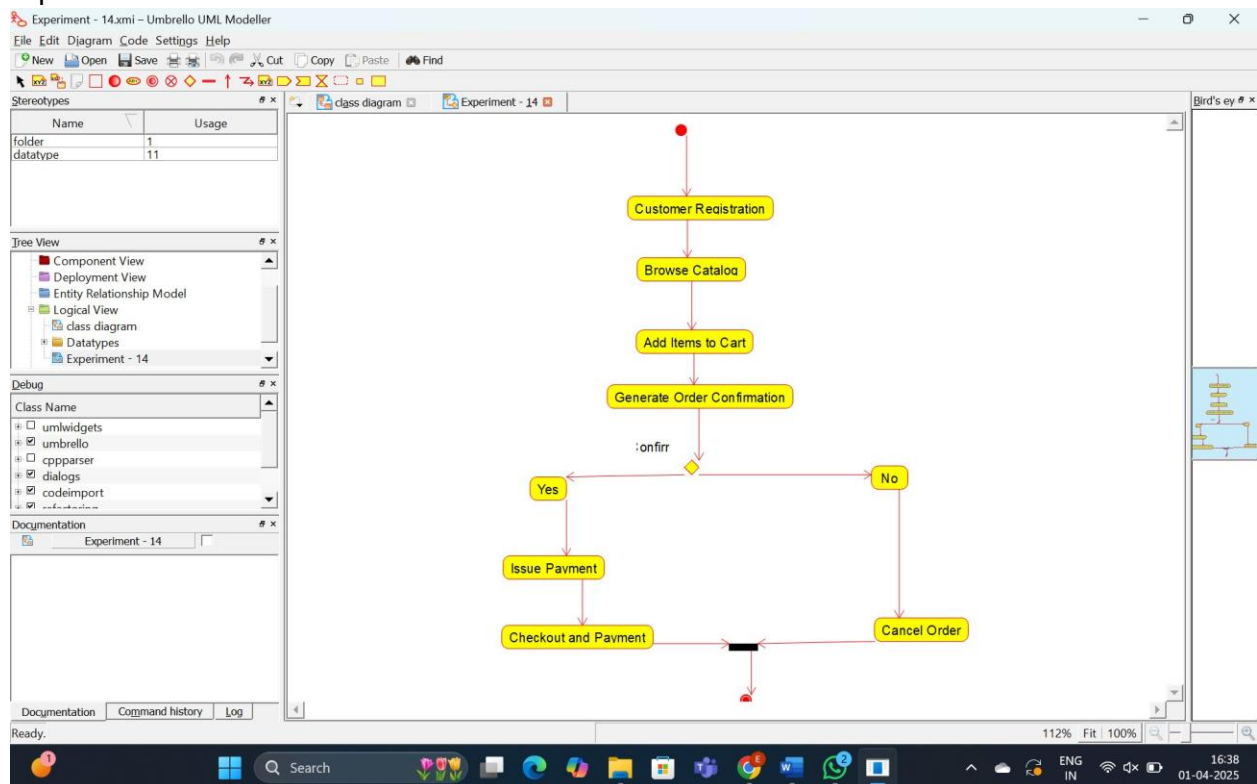 Experiment - 14.xmi – Umbrello UML Modeller
File Edit Diagram Code Settings Help
New Open Save Cut Copy Paste Find
Stereotypes
class diagram
Experiment - 14
Bird's ey
Name Usage
folder 1
datatype 11
Tree View
Component View
Deployment View
Entity Relationship Model
Logical View
class diagram
Datatypes
Experiment - 14
Debug
Class Name
umlwidgets
umbrello
cppparser
dialogs
codeimport
refactoring
Documentation
Experiment - 14
Documentation Command history Log
Customer Registration
Browse Catalog
Add Items to Cart
Generate Order Confirmation
onfirr
Yes
No
Issue Payment
Checkout and Payment
Cancel Order
Ready.
112% Fit 100%
1
Search
2
ENG
IN
16:38
01-04-2025